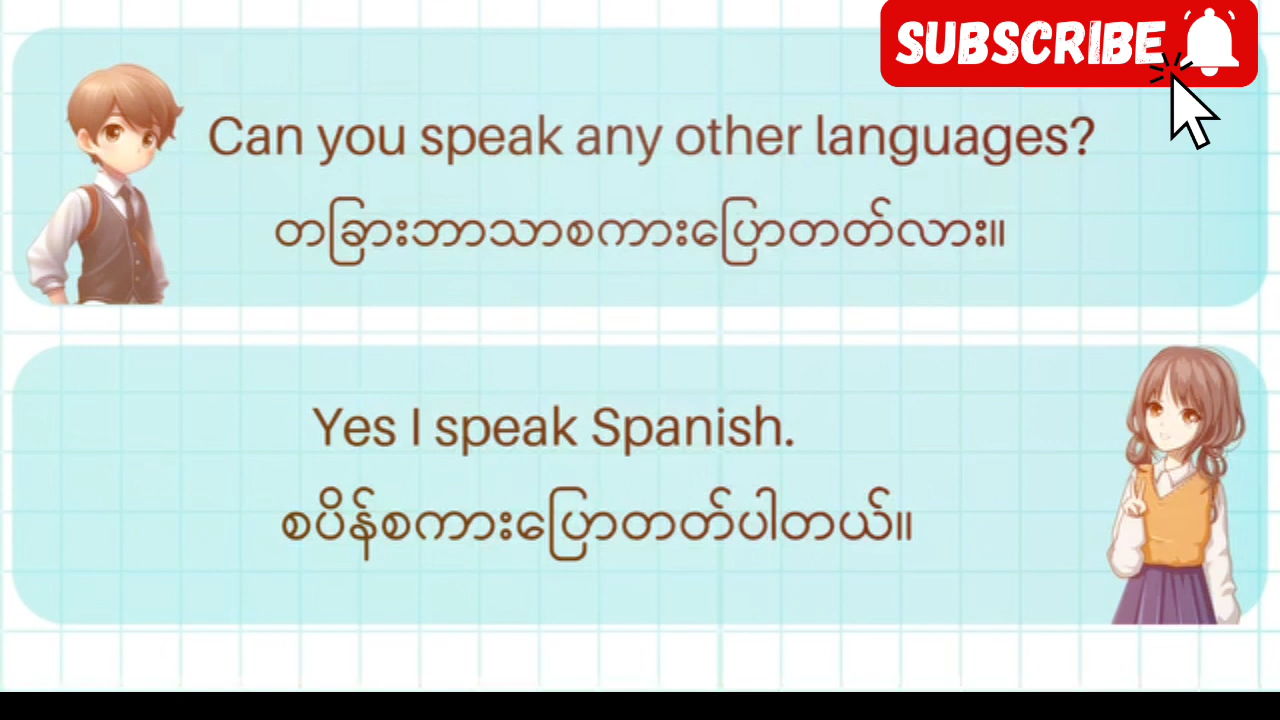 SUBSCRIBE
Can you speak any other languages?
တခြားဘာသာစကားပြောတတ်လား။
Yes I speak Spanish.
စပိန်စကားပြောတတ်ပါတယ်။